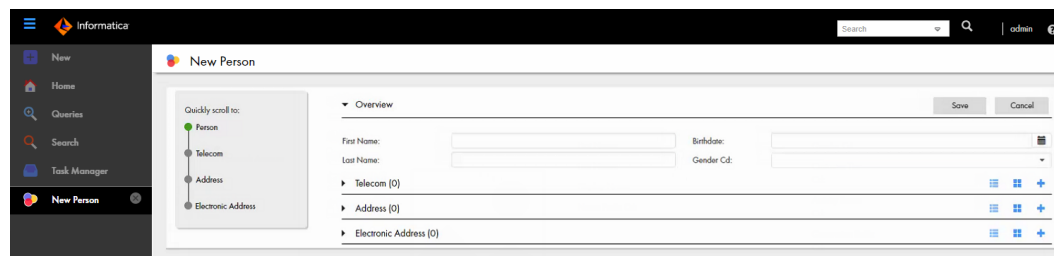 Informatica
Search
admin
New
Home
Queries
Search
Task Manager
New Person
New Person
Quickly scroll to:
Person
Telecom
Address
Electronic Address
Overview
Save
Cancel
First Name:
Birthdate:
Last Name:
Gender Cd:
Telecom (0)
Address (0)
Electronic Address (0)